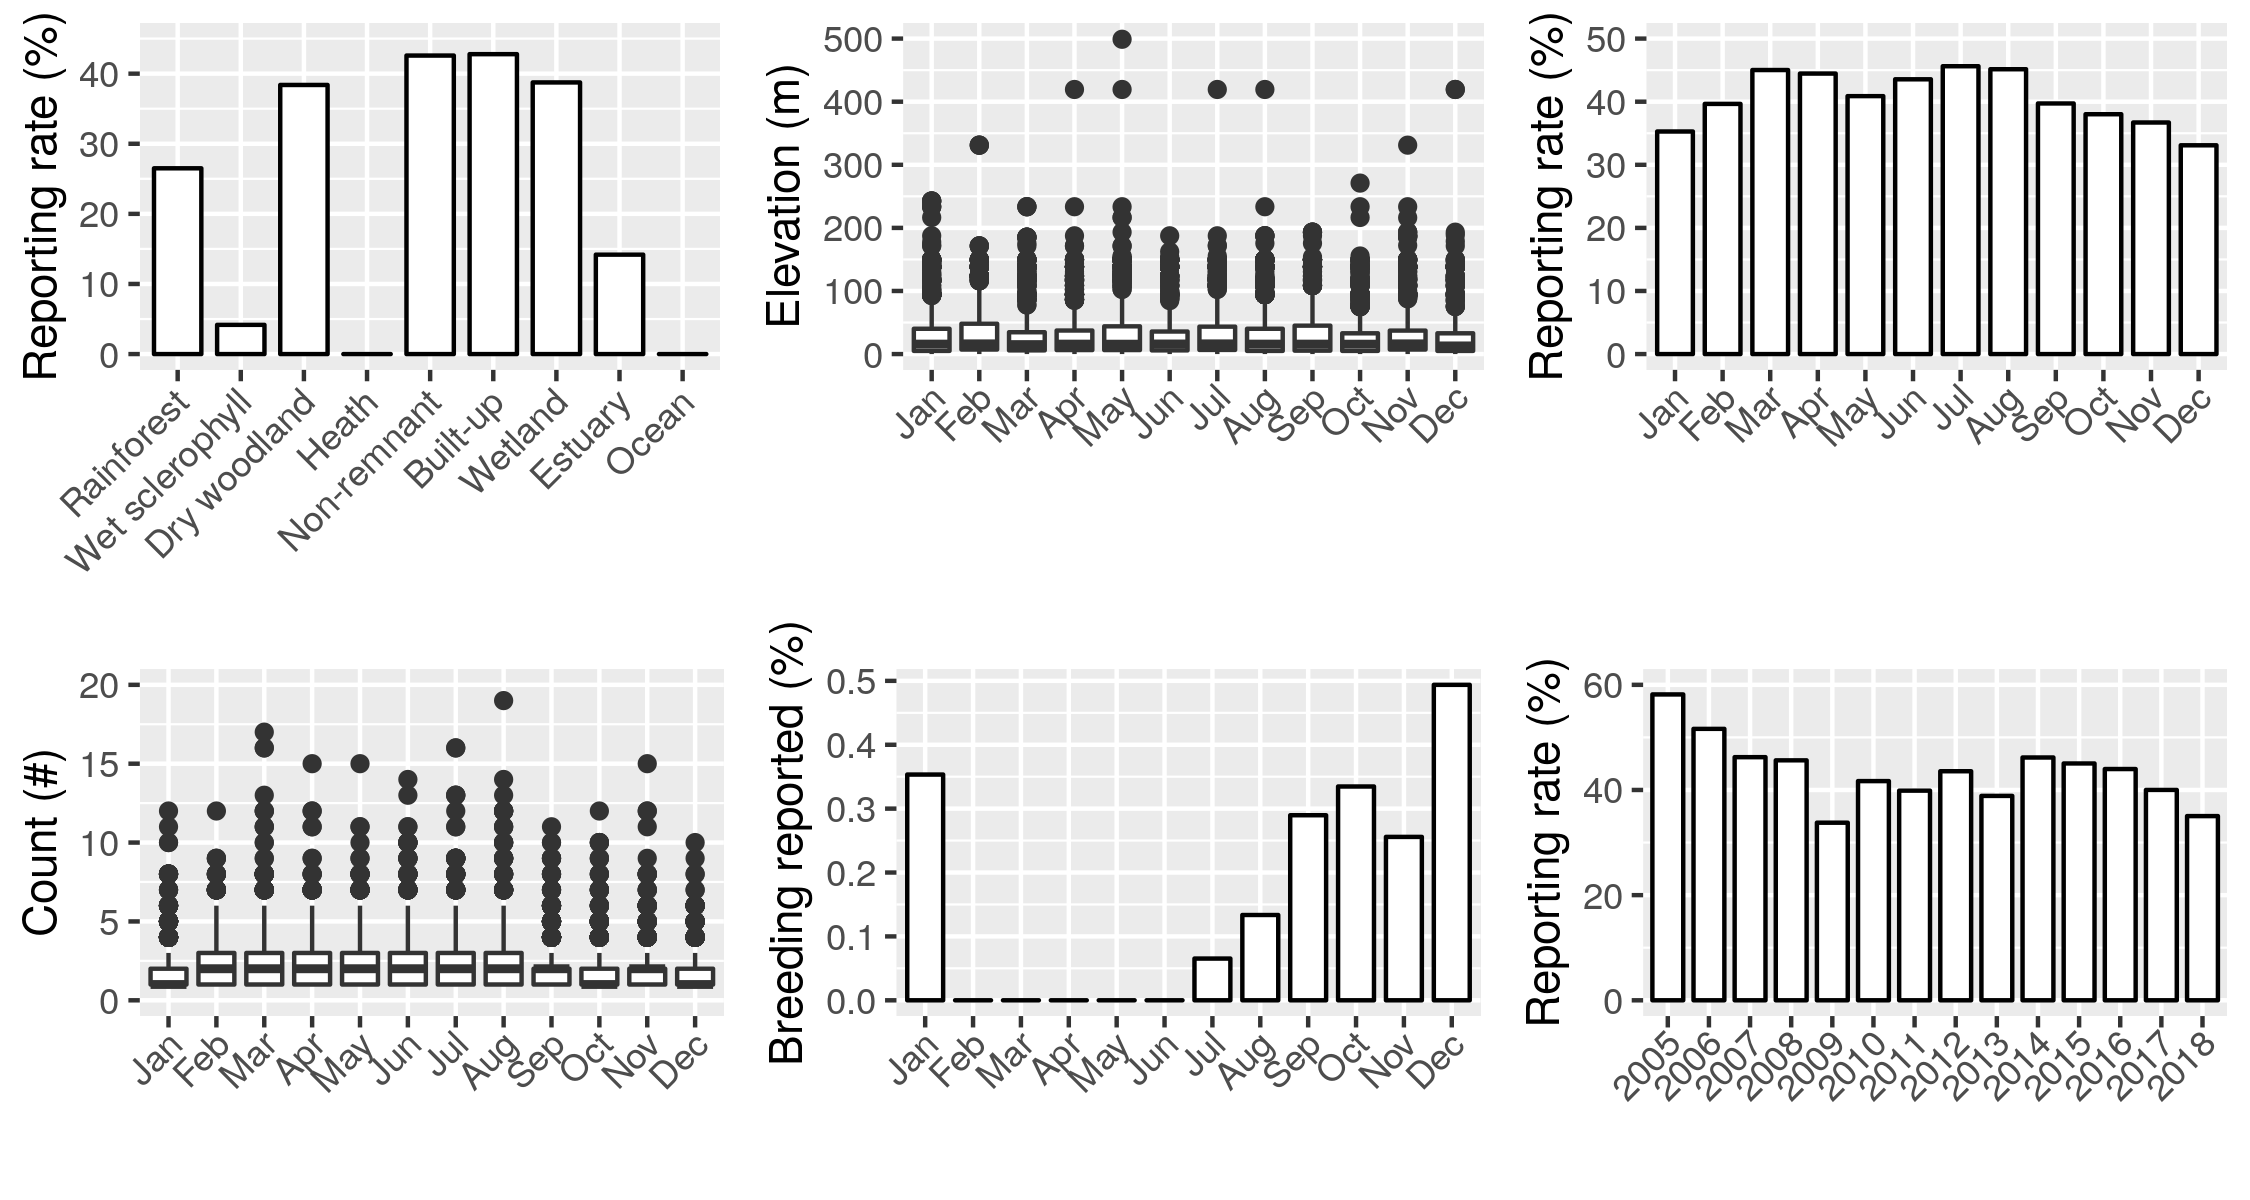 Reporting rate (%)
40
30
20
10
0
Rainforest
Wet sclerophyll
Dry woodland
Heath
Non-remnant
Built-up
Wetland
Estuary
Ocean
Elevation (m)
500
400
300
200
100
0
Jan
Feb
Mar
Apr
May
Jun
Jul
Aug
Sep
Oct
Nov
Dec
Reporting rate (%)
50
40
30
20
10
0
Jan
Feb
Mar
Apr
May
Jun
Jul
Aug
Sep
Oct
Nov
Dec
Count (#)
20
15
10
5
0
Jan
Feb
Mar
Apr
May
Jun
Jul
Aug
Sep
Oct
Nov
Dec
Breeding reported (%)
0.5
0.4
0.3
0.2
0.1
0.0
Jan
Feb
Mar
Apr
May
Jun
Jul
Aug
Sep
Oct
Nov
Dec
Reporting rate (%)
60
40
20
0
2005
2006
2007
2008
2009
2010
2011
2012
2013
2014
2015
2016
2017
2018